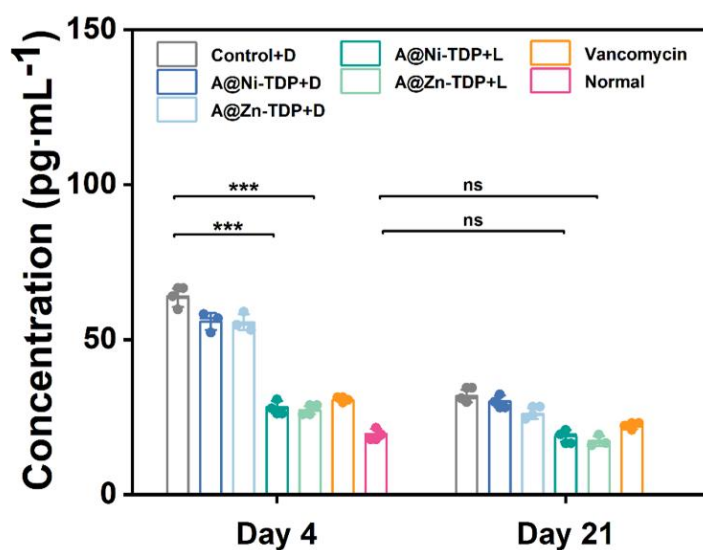 150
100
50
0
Concentration (pg·mL⁻¹)
Control+D
A@Ni-TDP+D
A@Zn-TDP+D
A@Ni-TDP+L
A@Zn-TDP+L
Vancomycin
Normal
***
***
ns
ns
Day 4
Day 21